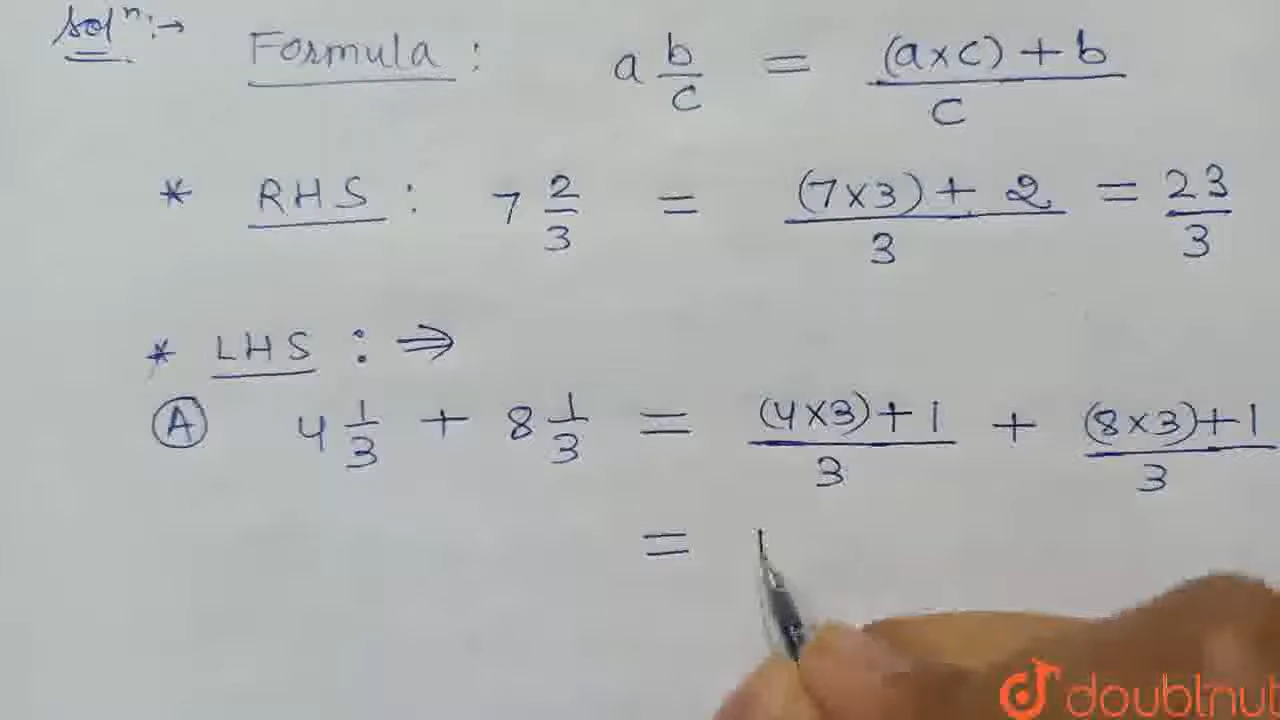 Solⁿ:→
Formula: a b/c = (a×c)+b/c
* RHS: 7 2/3 = (7×3)+2/3 = 23/3
* LHS: ⇒
Ⓐ 4 1/3 + 8 1/3 = (4×3)+1/3 + (8×3)+1/3
=
doubtnut